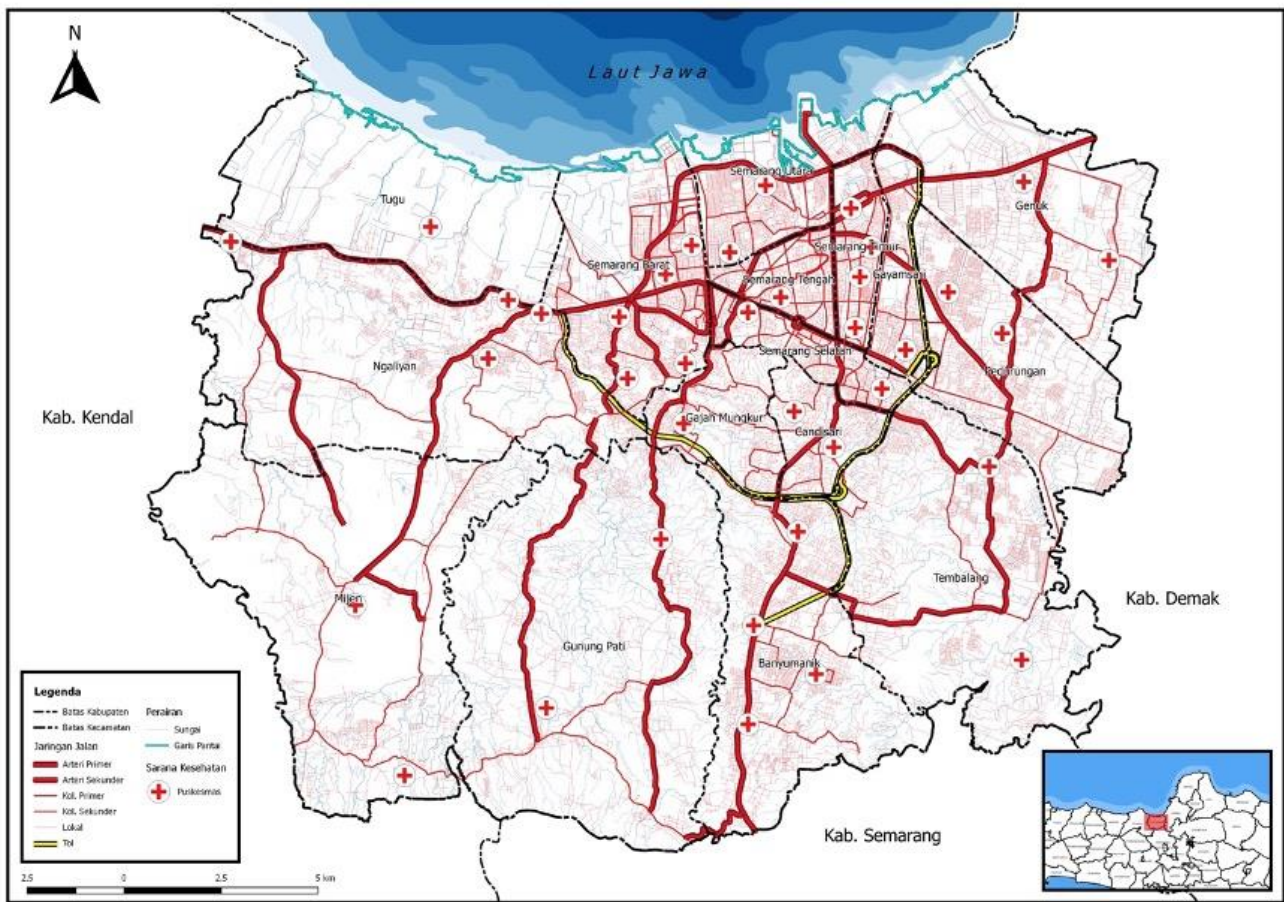 N
Laut Jawa
Semarang Utara
Tugu
Genuk
Semarang Timur
Semarang Barat
Semarang Tengah
Gayamsari
Semarang Selatan
Ngaliyan
Pedurungan
Kab. Kendal
Gajah Mungkur
Candisari
Tembalang
Mijen
Kab. Demak
Gunung Pati
Banyumanik
Kab. Semarang
Legenda
Batas Kabupaten
Batas Kecamatan
Jaringan Jalan
Arteri Primer
Arteri Sekunder
Kol. Primer
Kol. Sekunder
Lokal
Tol
Perairan
Sungai
Garis Pantai
Sarana Kesehatan
Puskesmas
2.5 0 2.5 5 km